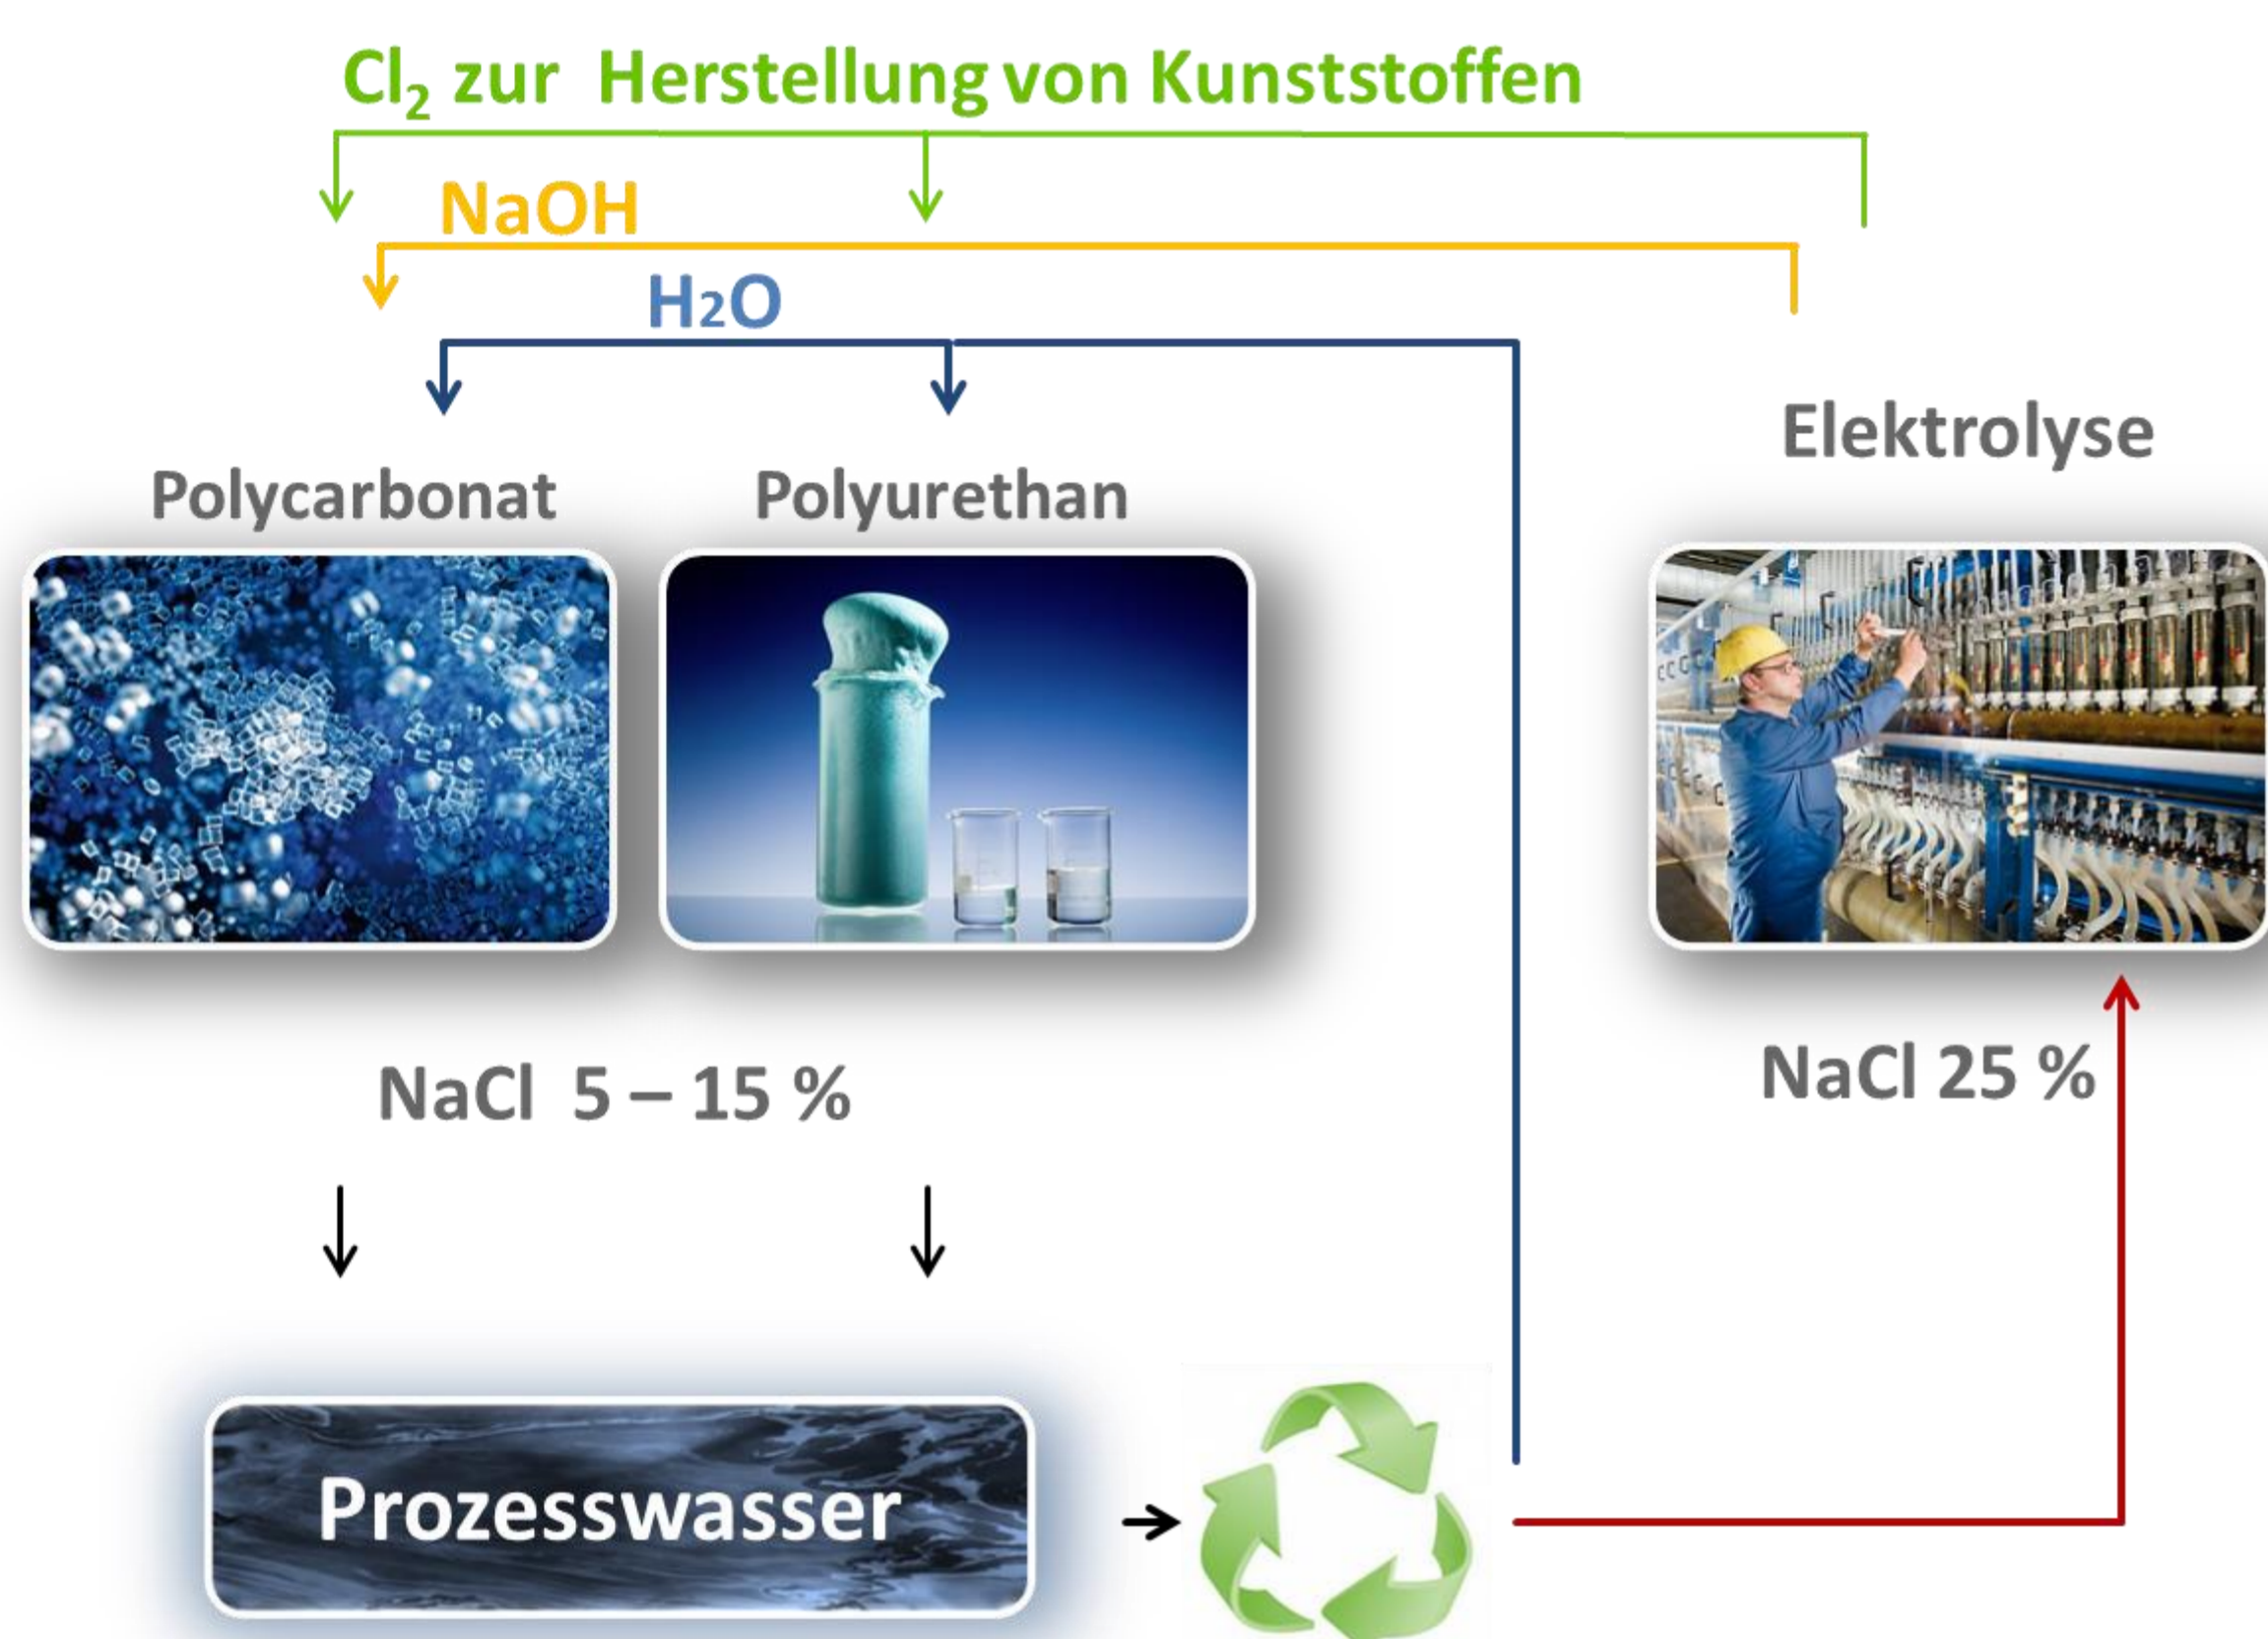 Cl₂ zur Herstellung von Kunststoffen
NaOH
H2O
Elektrolyse
Polycarbonat
Polyurethan
NaCl 5 – 15 %
NaCl 25 %
Prozesswasser